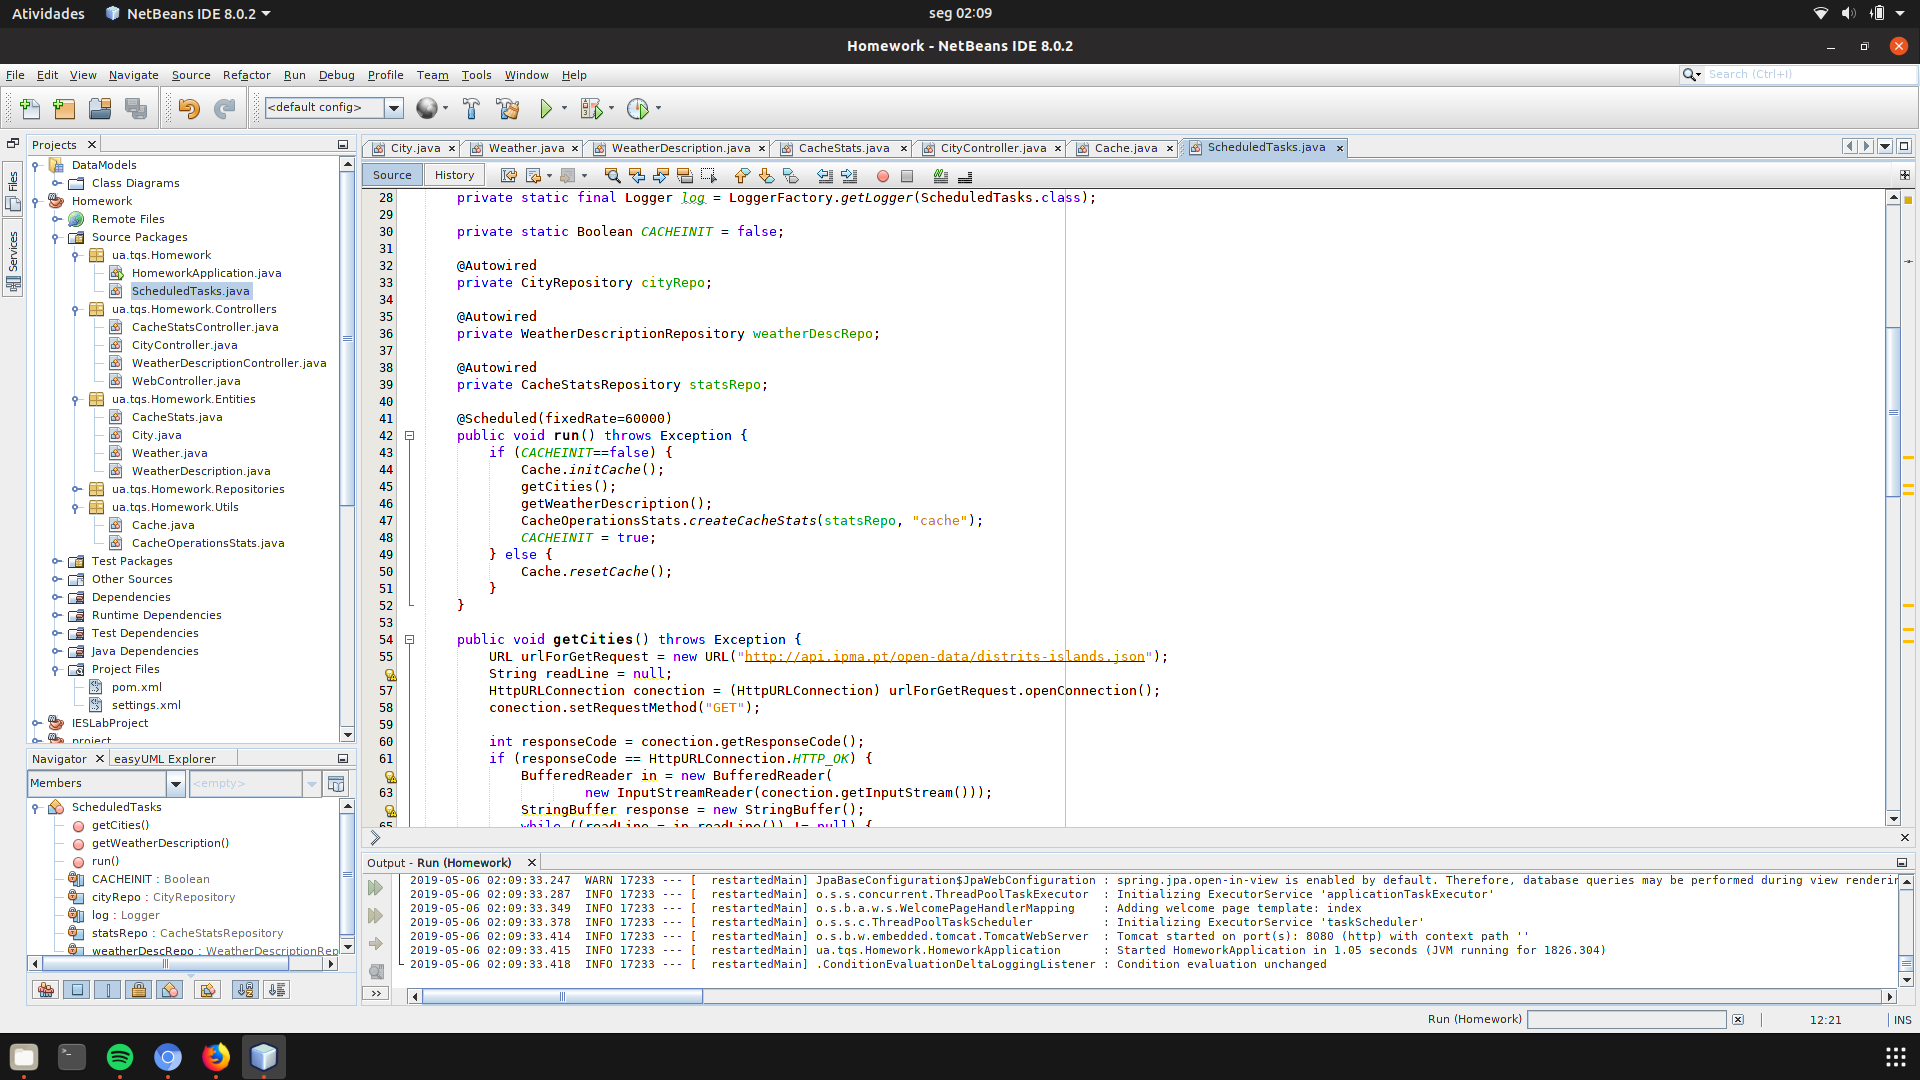 Atividades NetBeans IDE 8.0.2 seg 02:09
Homework - NetBeans IDE 8.0.2
File Edit View Navigate Source Refactor Run Debug Profile Team Tools Window Help Search (Ctrl+I)
<default config>
Files
Services
Projects
DataModels
Class Diagrams
Homework
Remote Files
Source Packages
ua.tqs.Homework
HomeworkApplication.java
ScheduledTasks.java
ua.tqs.Homework.Controllers
CacheStatsController.java
CityController.java
WeatherDescriptionController.java
WebController.java
ua.tqs.Homework.Entities
CacheStats.java
City.java
Weather.java
WeatherDescription.java
ua.tqs.Homework.Repositories
ua.tqs.Homework.Utils
Cache.java
CacheOperationsStats.java
Test Packages
Other Sources
Dependencies
Runtime Dependencies
Test Dependencies
Java Dependencies
Project Files
pom.xml
settings.xml
IESLabProject
project
Navigator easyUML Explorer
Members <empty>
ScheduledTasks
getCities()
getWeatherDescription()
run()
CACHEINIT : Boolean
cityRepo : CityRepository
log : Logger
statsRepo : CacheStatsRepository
weatherDescRepo : WeatherDescriptionRep
City.java Weather.java WeatherDescription.java CacheStats.java CityController.java Cache.java ScheduledTasks.java
Source History
28 private static final Logger log = LoggerFactory.getLogger(ScheduledTasks.class);
29
30 private static Boolean CACHEINIT = false;
31
32 @Autowired
33 private CityRepository cityRepo;
34
35 @Autowired
36 private WeatherDescriptionRepository weatherDescRepo;
37
38 @Autowired
39 private CacheStatsRepository statsRepo;
40
41 @Scheduled(fixedRate=60000)
42 public void run() throws Exception {
43 if (CACHEINIT==false) {
44 Cache.initCache();
45 getCities();
46 getWeatherDescription();
47 CacheOperationsStats.createCacheStats(statsRepo, "cache");
48 CACHEINIT = true;
49 } else {
50 Cache.resetCache();
51 }
52 }
53
54 public void getCities() throws Exception {
55 URL urlForGetRequest = new URL("http://api.ipma.pt/open-data/distrits-islands.json");
String readLine = null;
57 HttpURLConnection conection = (HttpURLConnection) urlForGetRequest.openConnection();
58 conection.setRequestMethod("GET");
59
60 int responseCode = conection.getResponseCode();
61 if (responseCode == HttpURLConnection.HTTP_OK) {
BufferedReader in = new BufferedReader(
63 new InputStreamReader(conection.getInputStream()));
StringBuffer response = new StringBuffer();
65 while ((readLine = in.readLine()) != null) {
Output - Run (Homework)
2019-05-06 02:09:33.247 WARN 17233 --- [ restartedMain] JpaBaseConfiguration$JpaWebConfiguration : spring.jpa.open-in-view is enabled by default. Therefore, database queries may be performed during view renderin
2019-05-06 02:09:33.287 INFO 17233 --- [ restartedMain] o.s.s.concurrent.ThreadPoolTaskExecutor : Initializing ExecutorService 'applicationTaskExecutor'
2019-05-06 02:09:33.349 INFO 17233 --- [ restartedMain] o.s.b.a.w.s.WelcomePageHandlerMapping : Adding welcome page template: index
2019-05-06 02:09:33.378 INFO 17233 --- [ restartedMain] o.s.s.c.ThreadPoolTaskScheduler : Initializing ExecutorService 'taskScheduler'
2019-05-06 02:09:33.414 INFO 17233 --- [ restartedMain] o.s.b.w.embedded.tomcat.TomcatWebServer : Tomcat started on port(s): 8080 (http) with context path ''
2019-05-06 02:09:33.415 INFO 17233 --- [ restartedMain] ua.tqs.Homework.HomeworkApplication : Started HomeworkApplication in 1.05 seconds (JVM running for 1826.304)
2019-05-06 02:09:33.418 INFO 17233 --- [ restartedMain] .ConditionEvaluationDeltaLoggingListener : Condition evaluation unchanged
Run (Homework) 12:21 INS